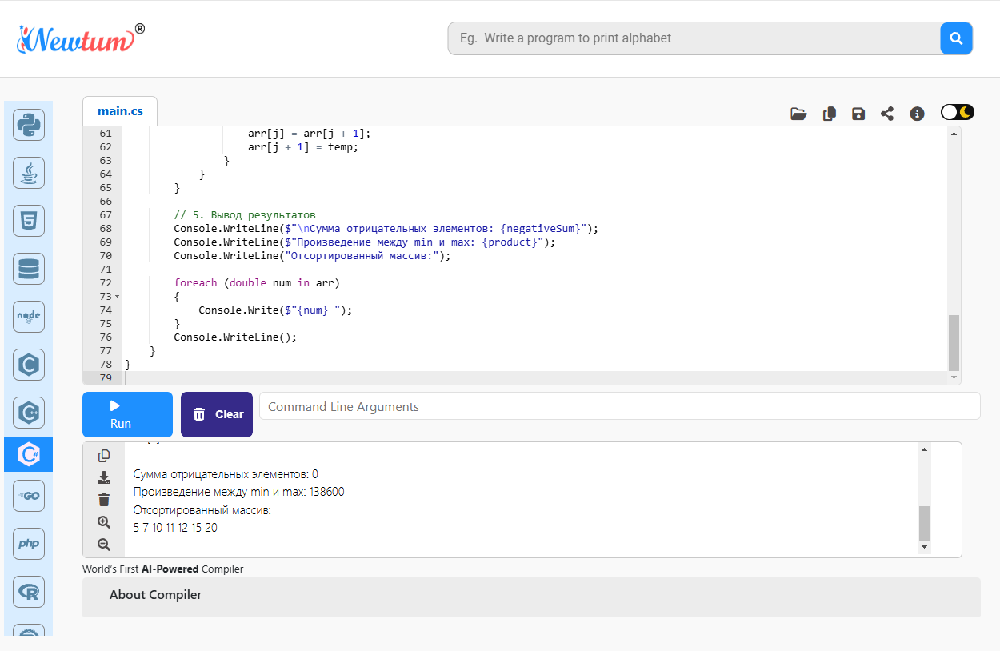 Newtum®
Eg. Write a program to print alphabet
main.cs
61 arr[j] = arr[j + 1];
62 arr[j + 1] = temp;
63 }
64 }
65 }
66
67 // 5. Вывод результатов
68 Console.WriteLine($"\nСумма отрицательных элементов: {negativeSum}");
69 Console.WriteLine($"Произведение между min и max: {product}");
70 Console.WriteLine("Отсортированный массив:");
71
72 foreach (double num in arr)
73 {
74 Console.Write($"{num} ");
75 }
76 Console.WriteLine();
77 }
78 }
79
Run
Clear
Command Line Arguments
Сумма отрицательных элементов: 0
Произведение между min и max: 138600
Отсортированный массив:
5 7 10 11 12 15 20
World's First AI-Powered Compiler
About Compiler
5
node
C
C+
C#
GO
php
R